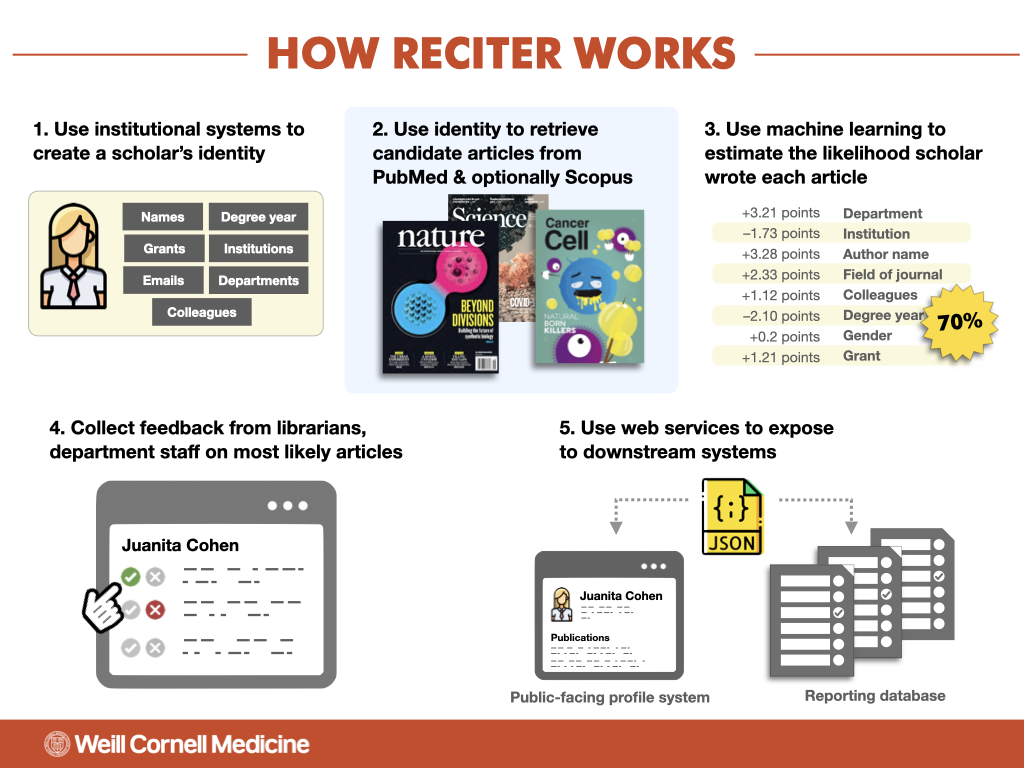 HOW RECITER WORKS
1. Use institutional systems to
create a scholar's identity
Names
Degree year
Grants
Institutions
Emails
Departments
Colleagues
2. Use identity to retrieve
candidate articles from
PubMed & optionally Scopus
Science
nature
BEYOND
DIVISIONS
Building the future of
synthetic biology
COVID
Cancer
Cell
NATURAL
BORN
KILLERS
3. Use machine learning to
estimate the likelihood scholar
wrote each article
+3.21 points Department
−1.73 points Institution
+3.28 points Author name
+2.33 points Field of journal
+1.12 points Colleagues
−2.10 points Degree year
+0.2 points Gender
+1.21 points Grant
70%
4. Collect feedback from librarians,
department staff on most likely articles
Juanita Cohen
5. Use web services to expose
to downstream systems
{;}
JSON
Juanita Cohen
Publications
Public-facing profile system
Reporting database
Weill Cornell Medicine